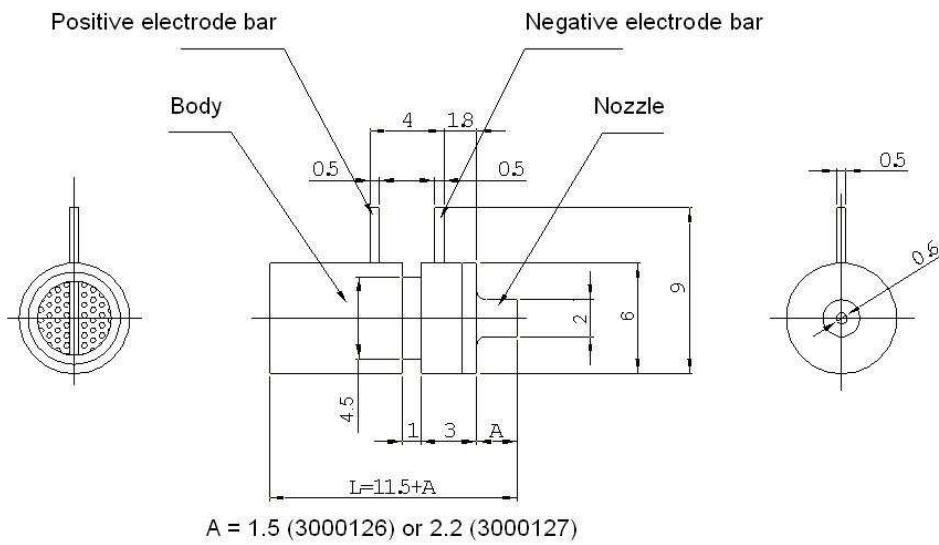 Positive electrode bar
Negative electrode bar
Body
Nozzle
4
1.8
0.5
0.5
0.5
0.6
2
6
9
4.5
1
3
A
L=11.5+A
A = 1.5 (3000126) or 2.2 (3000127)